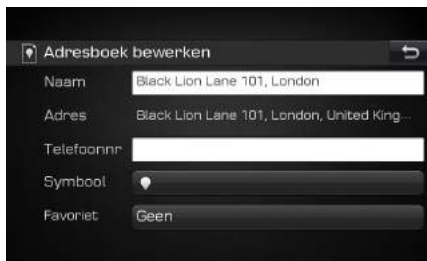 Adresboek bewerken
Naam Black Lion Lane 101, London
Adres Black Lion Lane 101, London, United King...
Telefoonnr
Symbool
Favoriet Geen